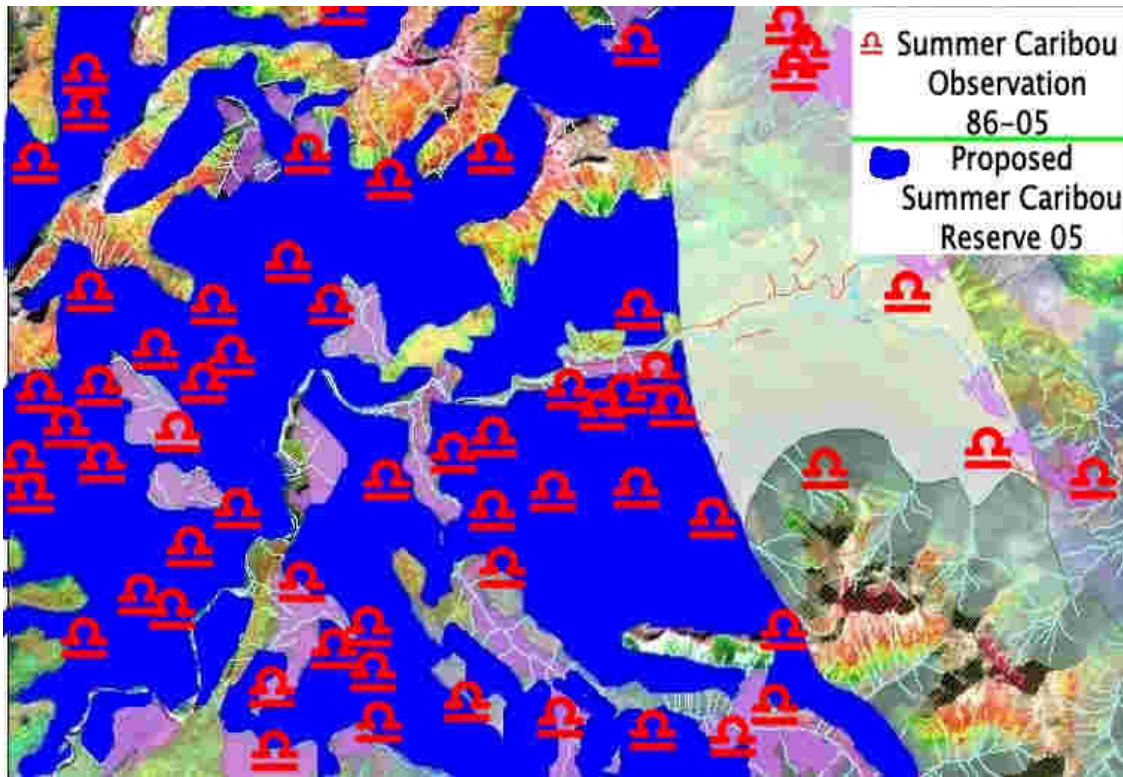 Summer Caribou
Observation
86-05
Proposed
Summer Caribou
Reserve 05